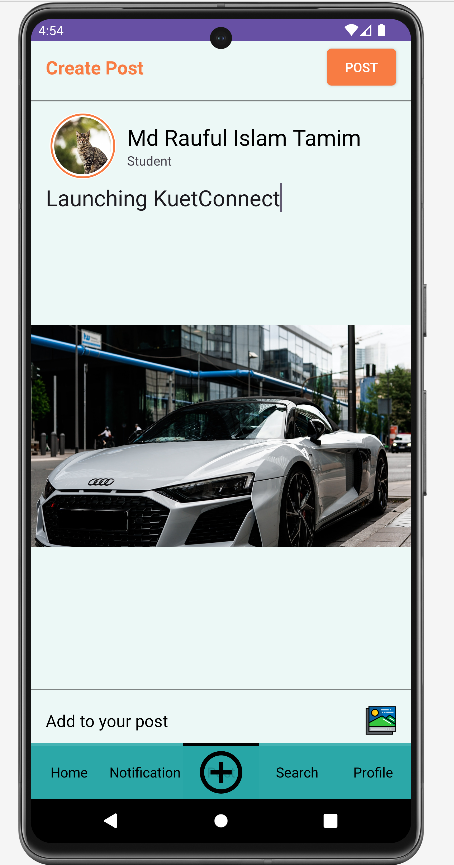 4:54
Create Post
POST
Md Rauful Islam Tamim
Student
Launching KuetConnect
Add to your post
Home
Notification
Search
Profile